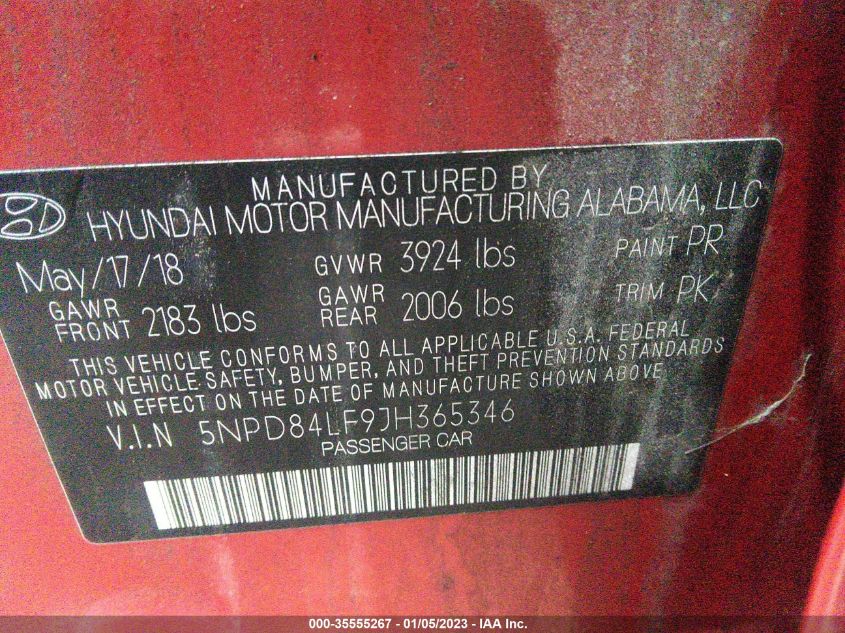 MANUFACTURED BY
HYUNDAI MOTOR MANUFACTURING ALABAMA, LLC
May/17/18 GVWR 3924 lbs PAINT PR
GAWR FRONT 2183 lbs GAWR REAR 2006 lbs TRIM PK
THIS VEHICLE CONFORMS TO ALL APPLICABLE U.S.A. FEDERAL
MOTOR VEHICLE SAFETY, BUMPER, AND THEFT PREVENTION STANDARDS
IN EFFECT ON THE DATE OF MANUFACTURE SHOWN ABOVE.
V.I.N 5NPD84LF9JH365346
PASSENGER CAR
000-35555267 - 01/05/2023 - IAA Inc.